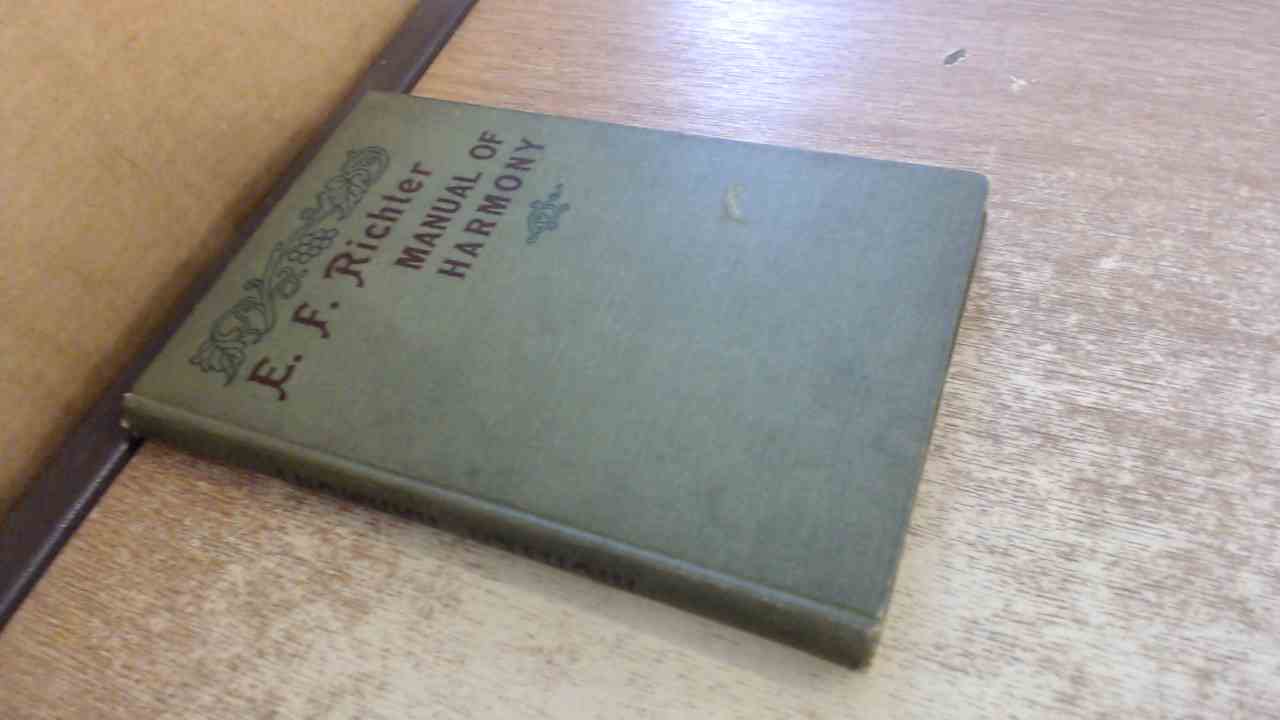 E. F. Richter
MANUAL OF
HARMONY